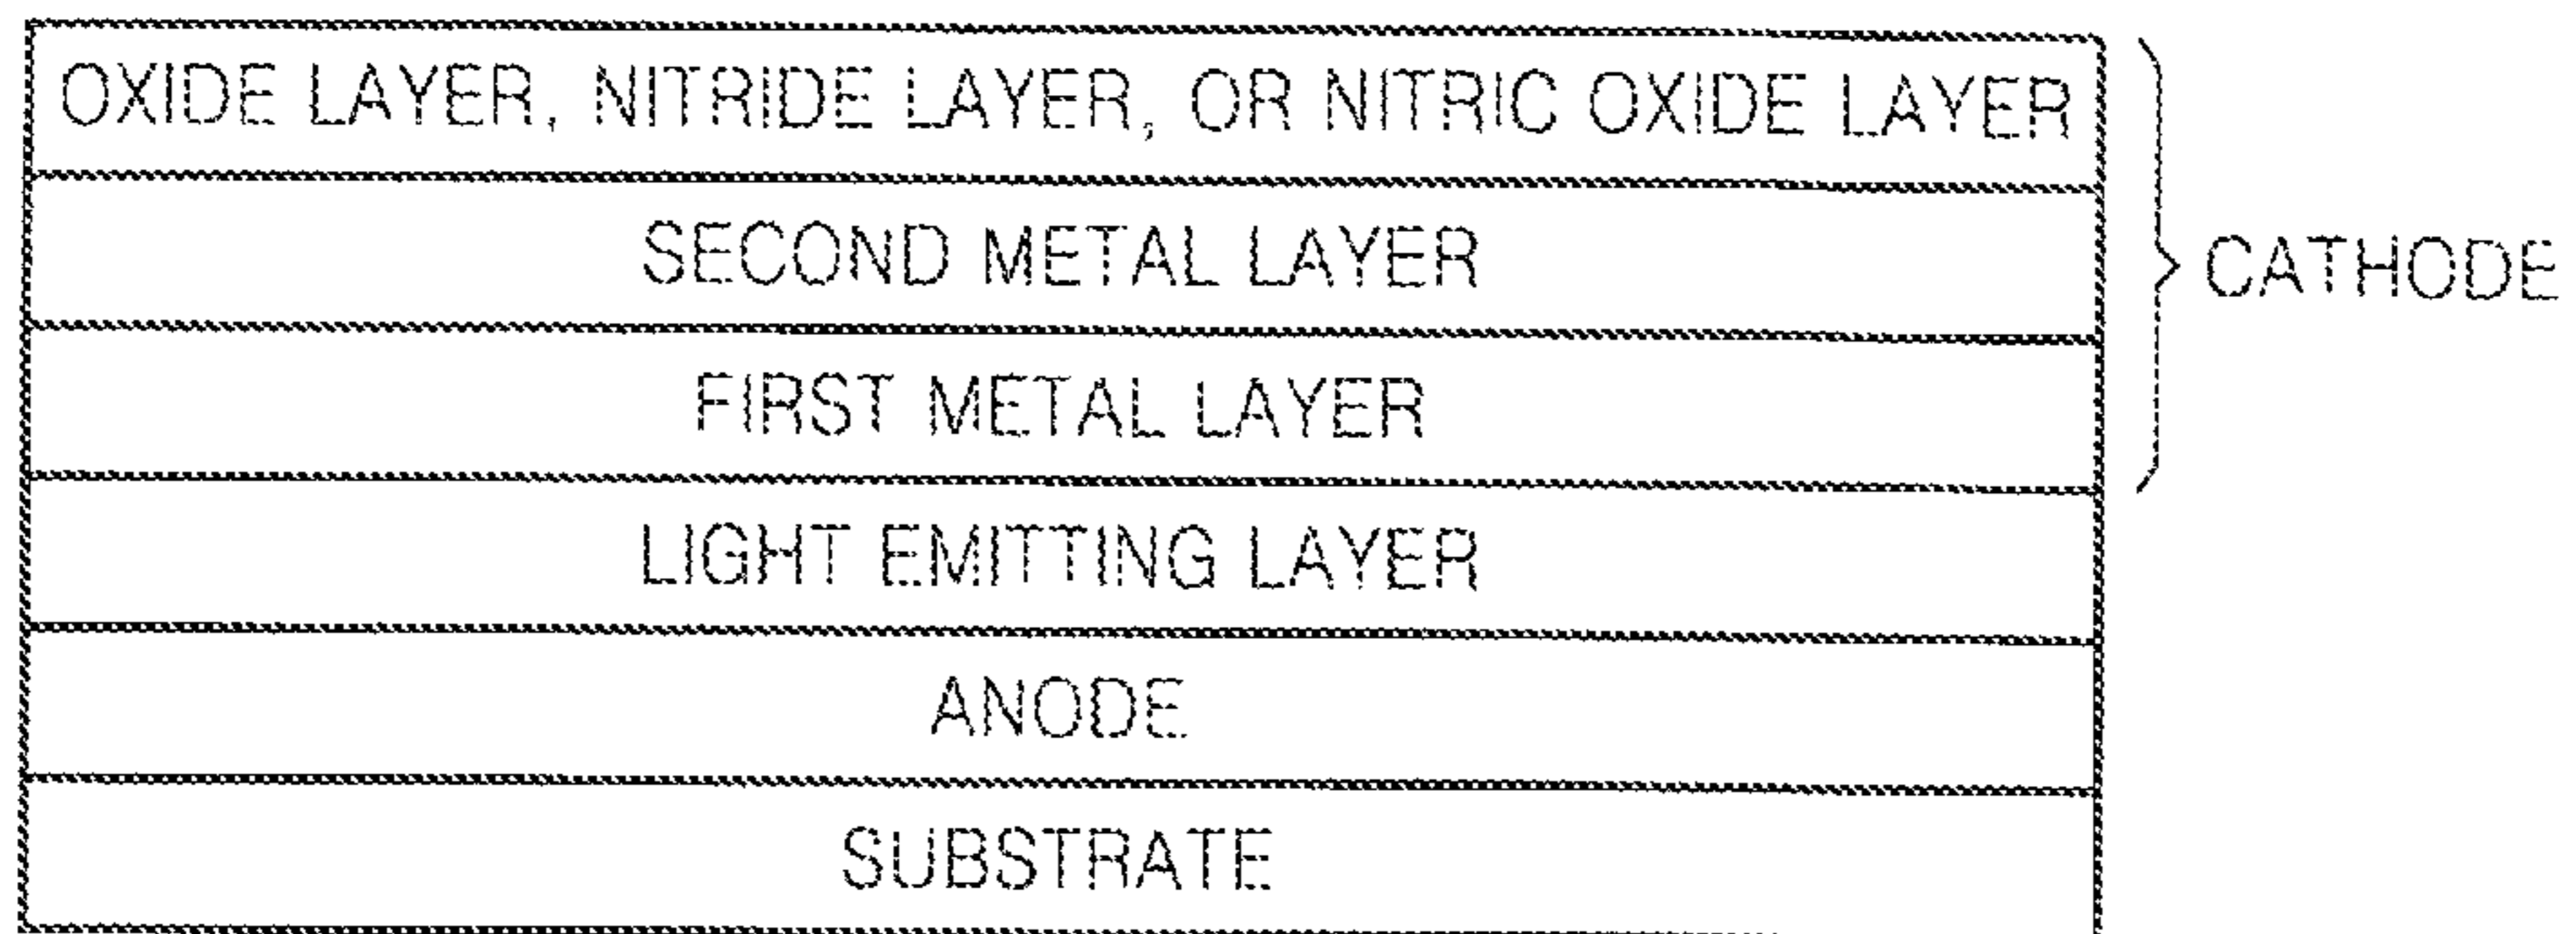 OXIDE LAYER, NITRIDE LAYER, OR NITRIC OXIDE LAYER
SECOND METAL LAYER
CATHODE
FIRST METAL LAYER
LIGHT EMITTING LAYER
ANODE
SUBSTRATE